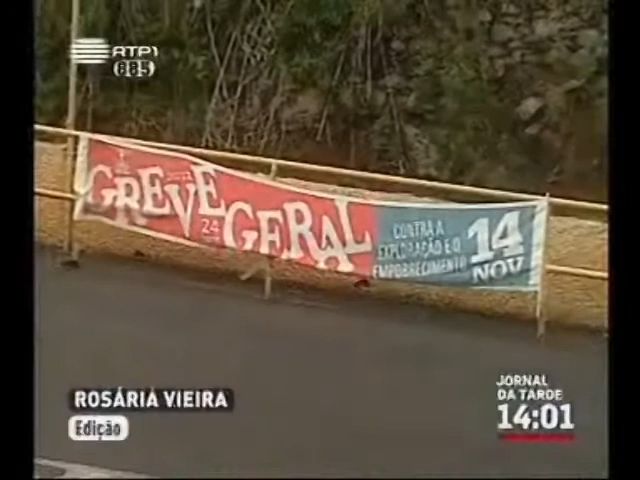 RTP1
GREVE
24
GERAL
CONTRA A
EXPLORAÇÃO E O
EMPOBRECIMENTO
14
NOV
ROSÁRIA VIEIRA
Edição
JORNAL
DA TARDE
14:01